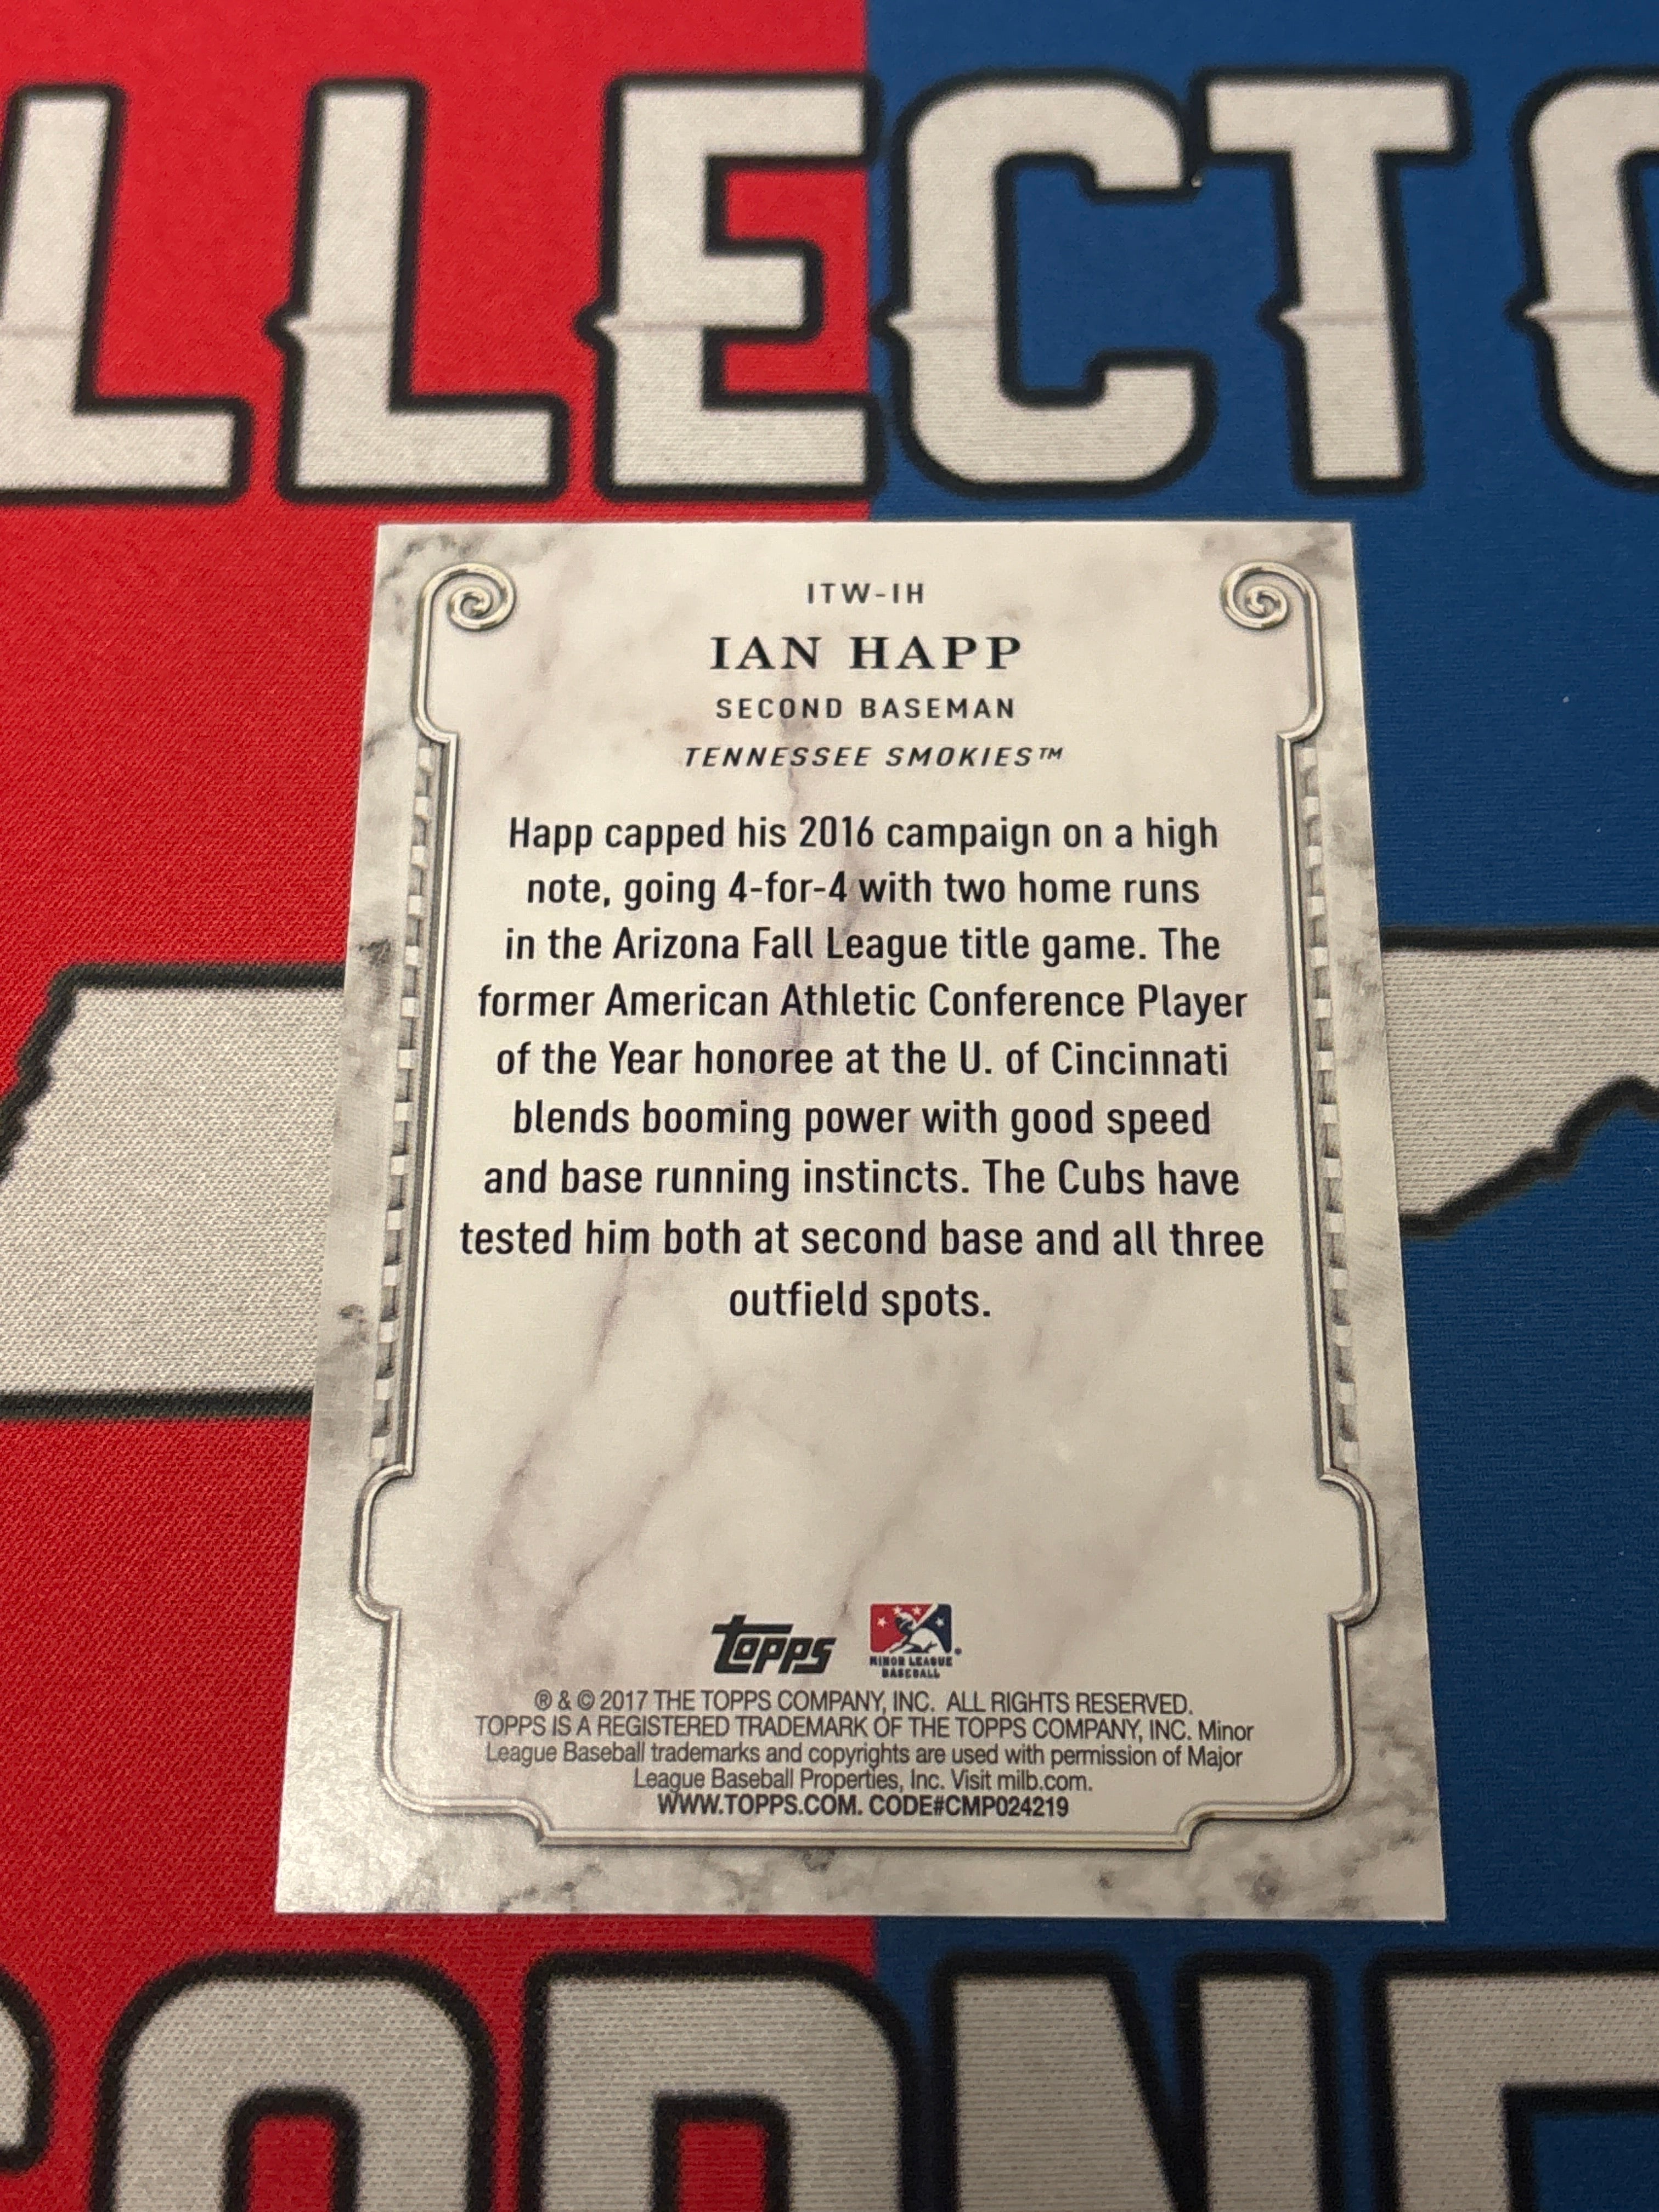 LLECTO
ITW-IH
IAN HAPP
SECOND BASEMAN
TENNESSEE SMOKIES™
Happ capped his 2016 campaign on a high
note, going 4-for-4 with two home runs
in the Arizona Fall League title game. The
former American Athletic Conference Player
of the Year honoree at the U. of Cincinnati
blends booming power with good speed
and base running instincts. The Cubs have
tested him both at second base and all three
outfield spots.
topps
MINOR LEAGUE
BASEBALL
® & © 2017 THE TOPPS COMPANY, INC. ALL RIGHTS RESERVED.
TOPPS IS A REGISTERED TRADEMARK OF THE TOPPS COMPANY, INC. Minor
League Baseball trademarks and copyrights are used with permission of Major
League Baseball Properties, Inc. Visit milb.com.
WWW.TOPPS.COM. CODE#CMP024219
CORNE